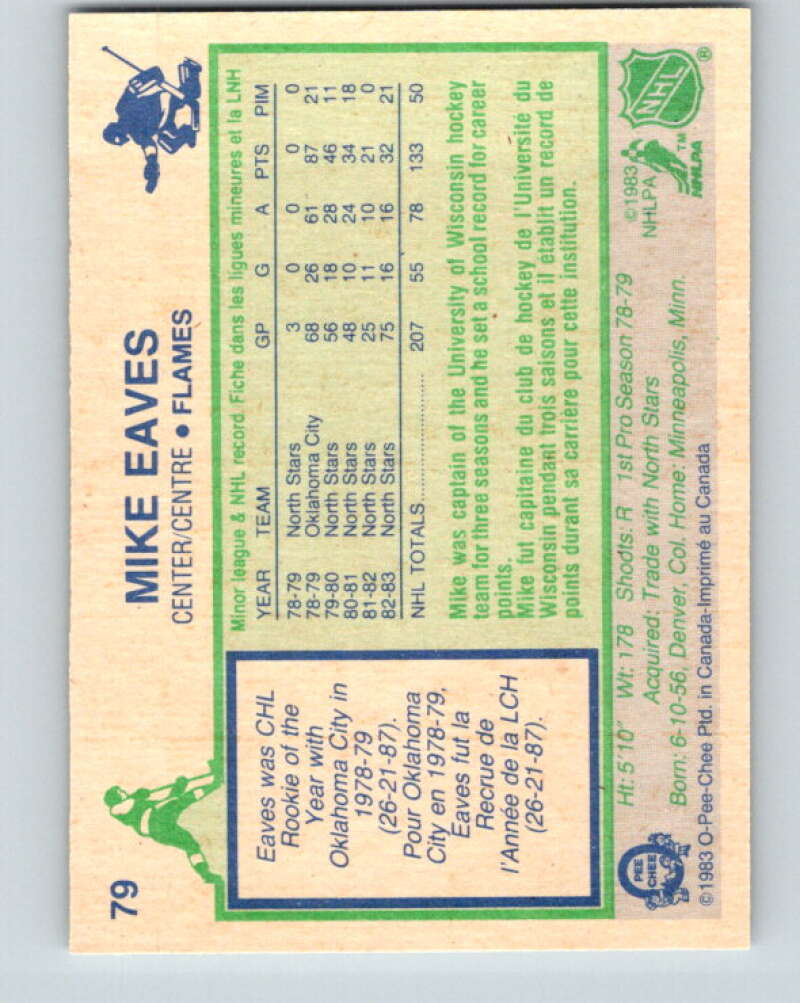 79
MIKE EAVES
CENTER/CENTRE • FLAMES
Eaves was CHL
Rookie of the
Year with
Oklahoma City in
1978-79
(26-21-87).
Pour Oklahoma
City en 1978-79,
Eaves fut la
Recrue de
l'Année de la LCH
(26-21-87).
Minor league & NHL record. Fiche dans les ligues mineures et la LNH
YEAR TEAM GP G A PTS PIM
78-79 North Stars 3 0 0 0 0
78-79 Oklahoma City 68 26 61 87 21
79-80 North Stars 56 18 28 46 11
80-81 North Stars 48 10 24 34 18
81-82 North Stars 25 11 10 21 0
82-83 North Stars 75 16 16 32 21
NHL TOTALS.................... 207 55 78 133 50
Mike was captain of the University of Wisconsin hockey
team for three seasons and he set a school record for career
points.
Mike fut capitaine du club de hockey de l'Université du
Wisconsin pendant trois saisons et il établit un record de
points durant sa carrière pour cette institution.
Ht: 5'10" Wt: 178 Shodts: R 1st Pro Season 78-79
Acquired: Trade with North Stars
Born: 6-10-56, Denver, Col. Home: Minneapolis, Minn.
©1983
NHLPA
NHLPA
TM
NHL
®
PEE
CHEE
©1983 O-Pee-Chee Ptd. in Canada-Imprimé au Canada